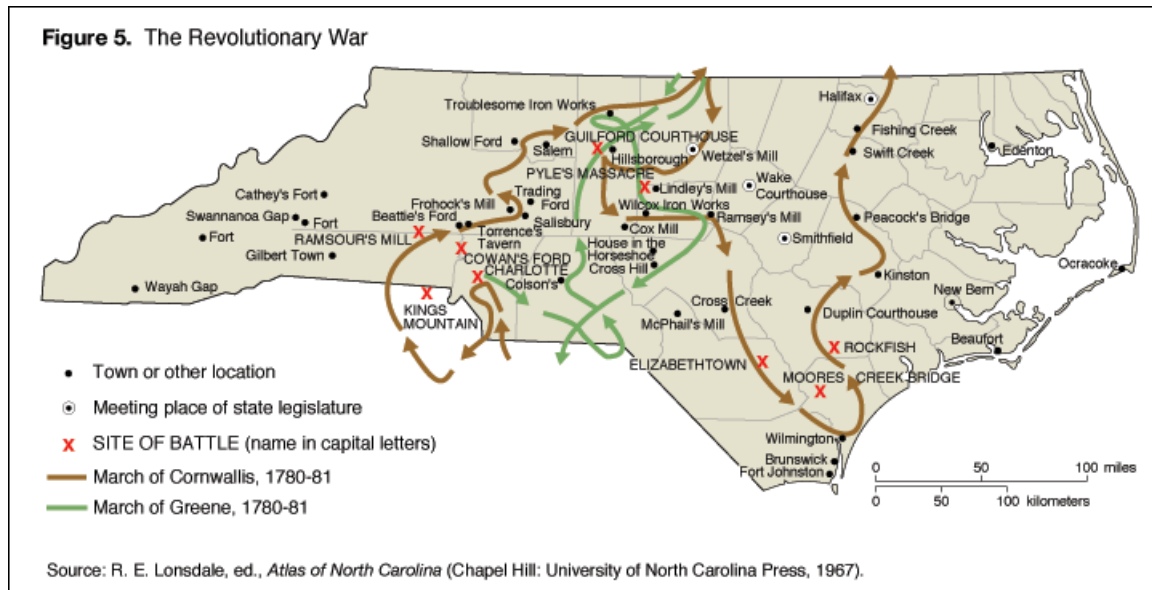 Figure 5. The Revolutionary War
Troublesome Iron Works
Halifax
Shallow Ford
Salem
GUILFORD COURTHOUSE
Fishing Creek
Hillsborough
Wetzel's Mill
Swift Creek
Edenton
PYLE'S MASSACRE
Lindley's Mill
Wake
Courthouse
Cathey's Fort
Trading
Ford
Frohock's Mill
Wilcox Iron Works
Swannanoa Gap
Fort
Beattie's Ford
Salisbury
Ramsey's Mill
Peacock's Bridge
Fort
RAMSOUR'S MILL
Torrence's
Tavern
Cox Mill
Smithfield
Gilbert Town
COWAN'S FORD
House in the
Horseshoe
CHARLOTTE
Cross Hill
Ocracoke
Colson's
Kinston
Wayah Gap
New Bern
KINGS
MOUNTAIN
Cross Creek
Duplin Courthouse
McPhail's Mill
Beaufort
ROCKFISH
ELIZABETHTOWN
MOORES CREEK BRIDGE
Wilmington
Brunswick
Fort Johnston
Town or other location
Meeting place of state legislature
X SITE OF BATTLE (name in capital letters)
March of Cornwallis, 1780-81
March of Greene, 1780-81
0 50 100 miles
0 50 100 kilometers
Source: R. E. Lonsdale, ed., Atlas of North Carolina (Chapel Hill: University of North Carolina Press, 1967).